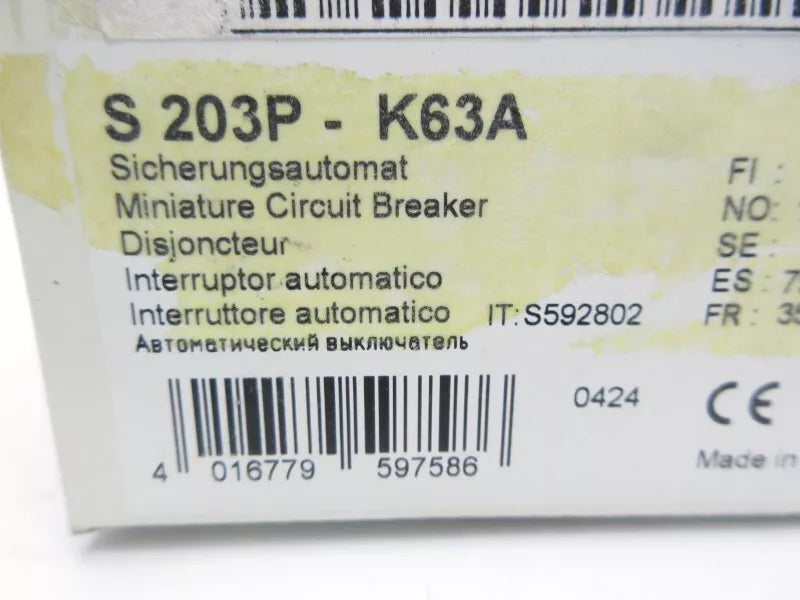 S 203P - K63A
Sicherungsautomat
FI :
Miniature Circuit Breaker
NO:
Disjoncteur
SE :
Interruptor automatico
ES : 7
Interruttore automatico IT:S592802
FR : 35
Автоматический выключатель
0424
CE
4 016779 597586
Made in